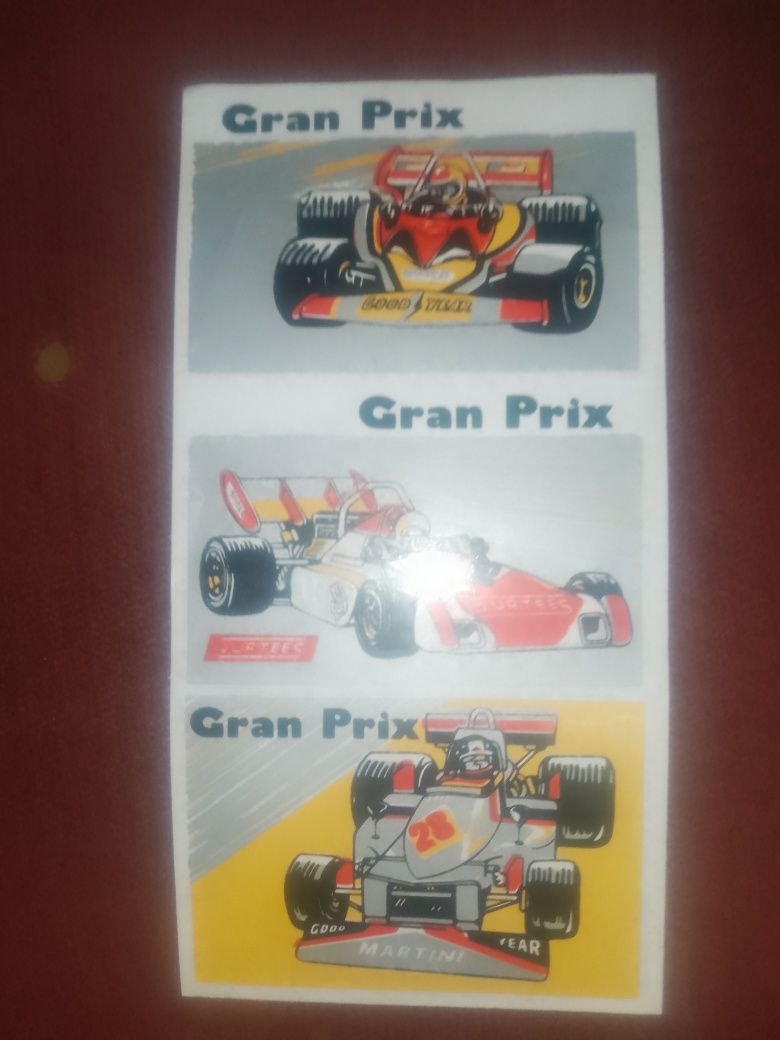 Gran Prix
GOOD YEAR
Gran Prix
SURTEES
SURTEES
Gran Prix
28
GOOD YEAR
MARTINI